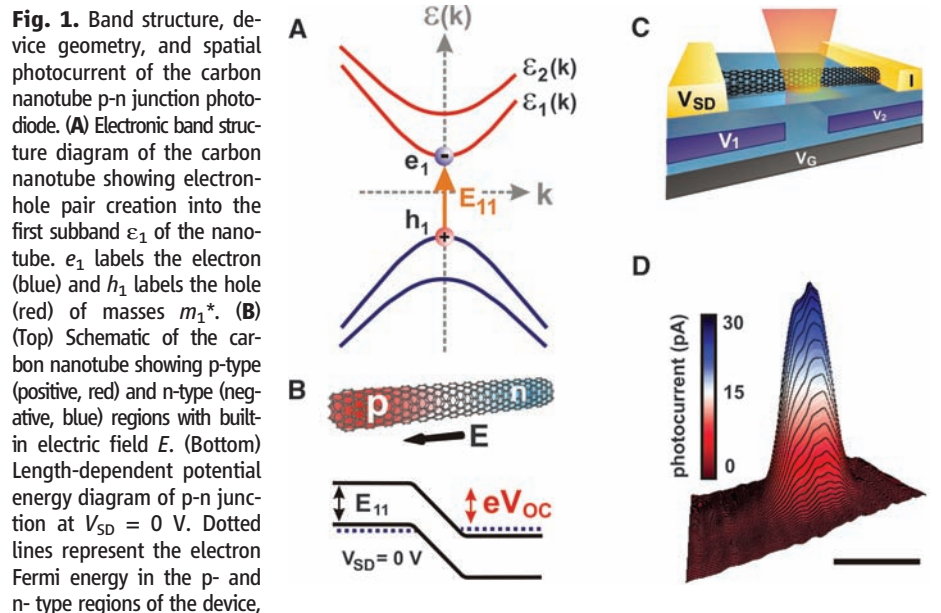 Fig. 1. Band structure, de-
vice geometry, and spatial
photocurrent of the carbon
nanotube p-n junction photo-
diode. (A) Electronic band struc-
ture diagram of the carbon
nanotube showing electron-
hole pair creation into the
first subband ε₁ of the nano-
tube. e₁ labels the electron
(blue) and h₁ labels the hole
(red) of masses m₁*. (B)
(Top) Schematic of the car-
bon nanotube showing p-type
(positive, red) and n-type (neg-
ative, blue) regions with built-
in electric field E. (Bottom)
Length-dependent potential
energy diagram of p-n junc-
tion at V_SD = 0 V. Dotted
lines represent the electron
Fermi energy in the p- and
n- type regions of the device,
A
ε(k)
ε₂(k)
ε₁(k)
e₁
-
k
E₁₁
h₁
+
B
p
n
E
E₁₁
eV_OC
V_SD = 0 V
C
V_SD
I
V₁
V₂
V_G
D
photocurrent (pA)
30
15
0